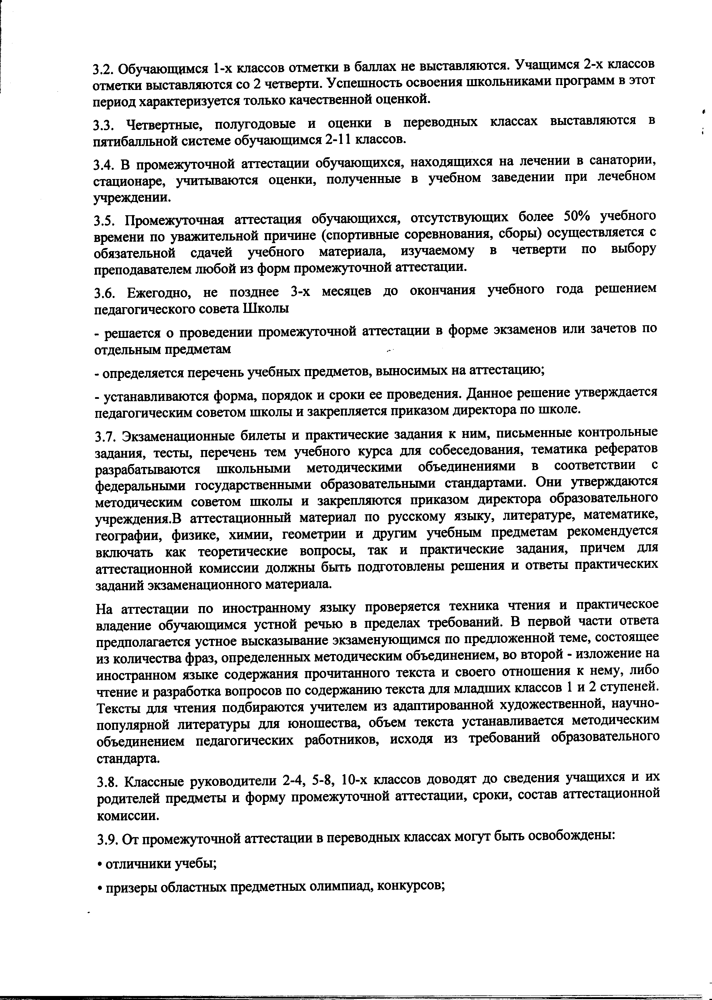 3.2. Обучающимся 1-х классов отметки в баллах не выставляются. Учащимся 2-х классов
отметки выставляются со 2 четверти. Успешность освоения школьниками программ в этот
период характеризуется только качественной оценкой.
3.3. Четвертные, полугодовые и оценки в переводных классах выставляются в
пятибалльной системе обучающимся 2-11 классов.
3.4. В промежуточной аттестации обучающихся, находящихся на лечении в санатории,
стационаре, учитываются оценки, полученные в учебном заведении при лечебном
учреждении.
3.5. Промежуточная аттестация обучающихся, отсутствующих более 50% учебного
времени по уважительной причине (спортивные соревнования, сборы) осуществляется с
обязательной сдачей учебного материала, изучаемому в четверти по выбору
преподавателем любой из форм промежуточной аттестации.
3.6. Ежегодно, не позднее 3-х месяцев до окончания учебного года решением
педагогического совета Школы
- решается о проведении промежуточной аттестации в форме экзаменов или зачетов по
отдельным предметам
- определяется перечень учебных предметов, выносимых на аттестацию;
- устанавливаются форма, порядок и сроки ее проведения. Данное решение утверждается
педагогическим советом школы и закрепляется приказом директора по школе.
3.7. Экзаменационные билеты и практические задания к ним, письменные контрольные
задания, тесты, перечень тем учебного курса для собеседования, тематика рефератов
разрабатываются школьными методическими объединениями в соответствии с
федеральными государственными образовательными стандартами. Они утверждаются
методическим советом школы и закрепляются приказом директора образовательного
учреждения.В аттестационный материал по русскому языку, литературе, математике,
географии, физике, химии, геометрии и другим учебным предметам рекомендуется
включать как теоретические вопросы, так и практические задания, причем для
аттестационной комиссии должны быть подготовлены решения и ответы практических
заданий экзаменационного материала.
На аттестации по иностранному языку проверяется техника чтения и практическое
владение обучающимся устной речью в пределах требований. В первой части ответа
предполагается устное высказывание экзаменующимся по предложенной теме, состоящее
из количества фраз, определенных методическим объединением, во второй - изложение на
иностранном языке содержания прочитанного текста и своего отношения к нему, либо
чтение и разработка вопросов по содержанию текста для младших классов 1 и 2 ступеней.
Тексты для чтения подбираются учителем из адаптированной художественной, научно-
популярной литературы для юношества, объем текста устанавливается методическим
объединением педагогических работников, исходя из требований образовательного
стандарта.
3.8. Классные руководители 2-4, 5-8, 10-х классов доводят до сведения учащихся и их
родителей предметы и форму промежуточной аттестации, сроки, состав аттестационной
комиссии.
3.9. От промежуточной аттестации в переводных классах могут быть освобождены:
• отличники учебы;
• призеры областных предметных олимпиад, конкурсов;